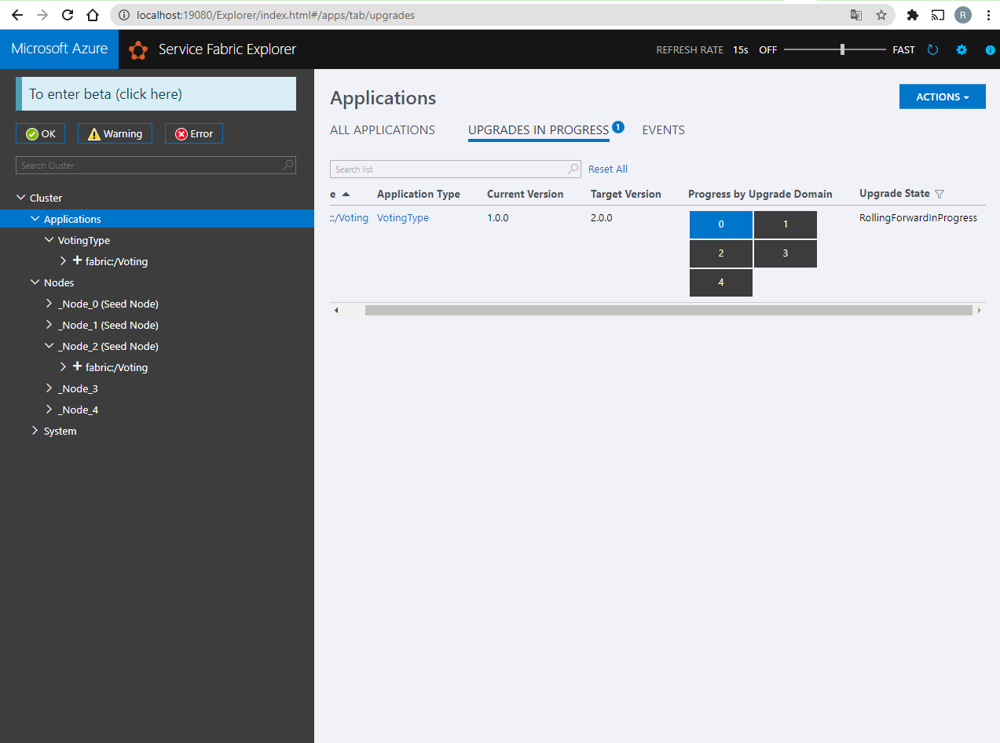 localhost:19080/Explorer/index.html#/apps/tab/upgrades
R
Microsoft Azure
Service Fabric Explorer
REFRESH RATE 15s OFF FAST
To enter beta (click here)
OK Warning Error
Search Cluster
Cluster
Applications
VotingType
fabric:/Voting
Nodes
_Node_0 (Seed Node)
_Node_1 (Seed Node)
_Node_2 (Seed Node)
fabric:/Voting
_Node_3
_Node_4
System
Applications
ACTIONS
ALL APPLICATIONS UPGRADES IN PROGRESS 1 EVENTS
Search list Reset All
e Application Type Current Version Target Version Progress by Upgrade Domain Upgrade State
:/Voting VotingType 1.0.0 2.0.0 0 1 RollingForwardInProgress
2 3
4